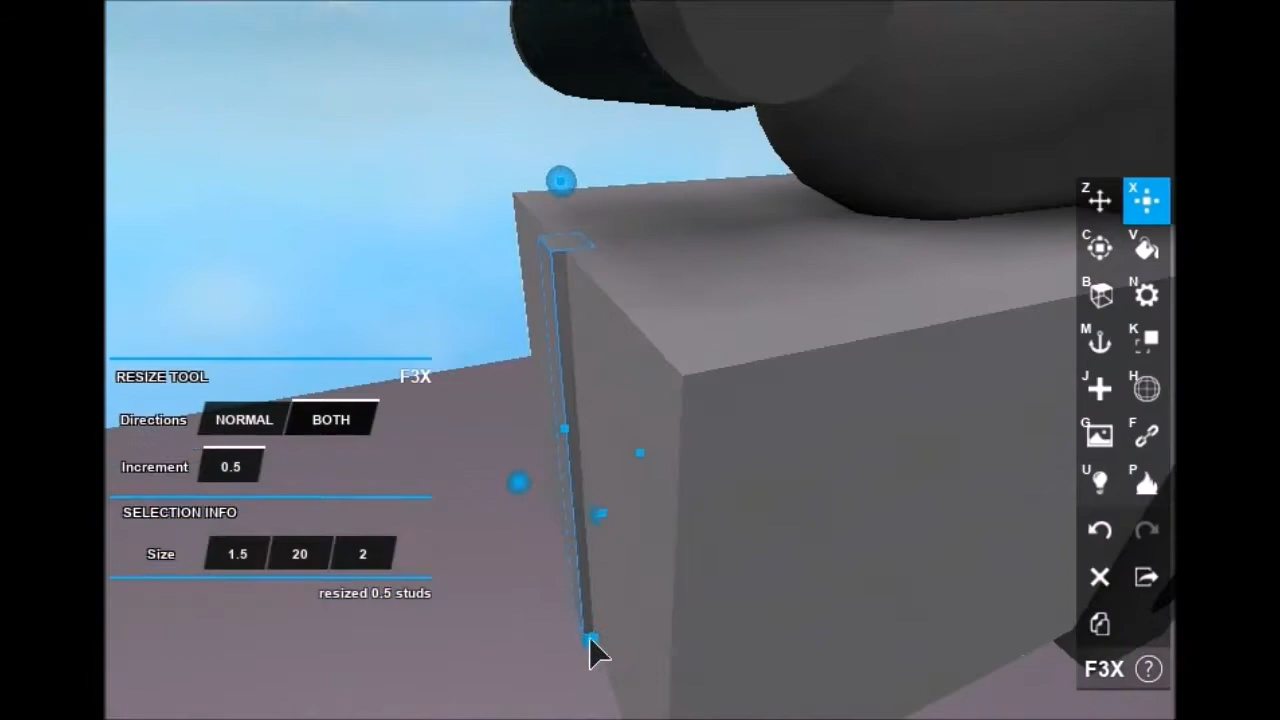 RESIZE TOOL F3X
Directions NORMAL BOTH
Increment 0.5
SELECTION INFO
Size 1.5 20 2
resized 0.5 studs
Z X
C V
B N
M K
J H
G F
U P
F3X ?